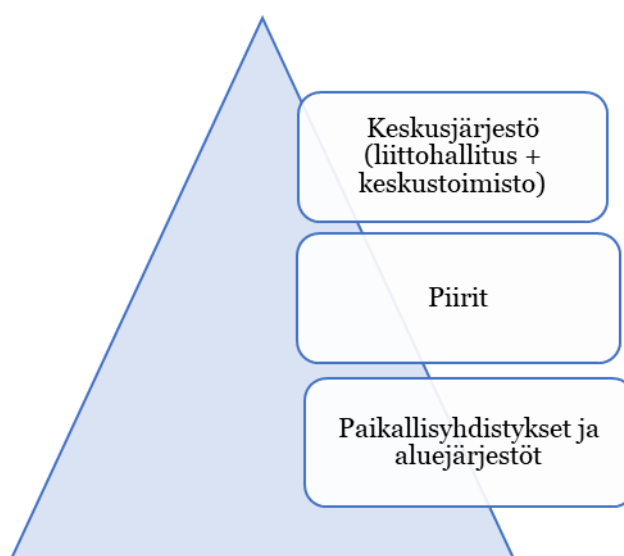 Keskusjärjestö
(liittohallitus +
keskustoimisto)
Piirit
Paikallisyhdistykset ja
aluejärjestöt